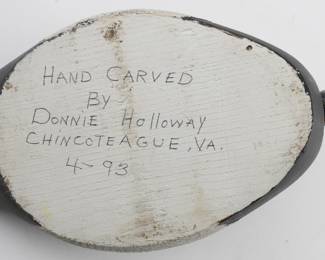 HAND CARVED
By
DONNIE Holloway
CHINCOTEAGUE, VA.
4-93